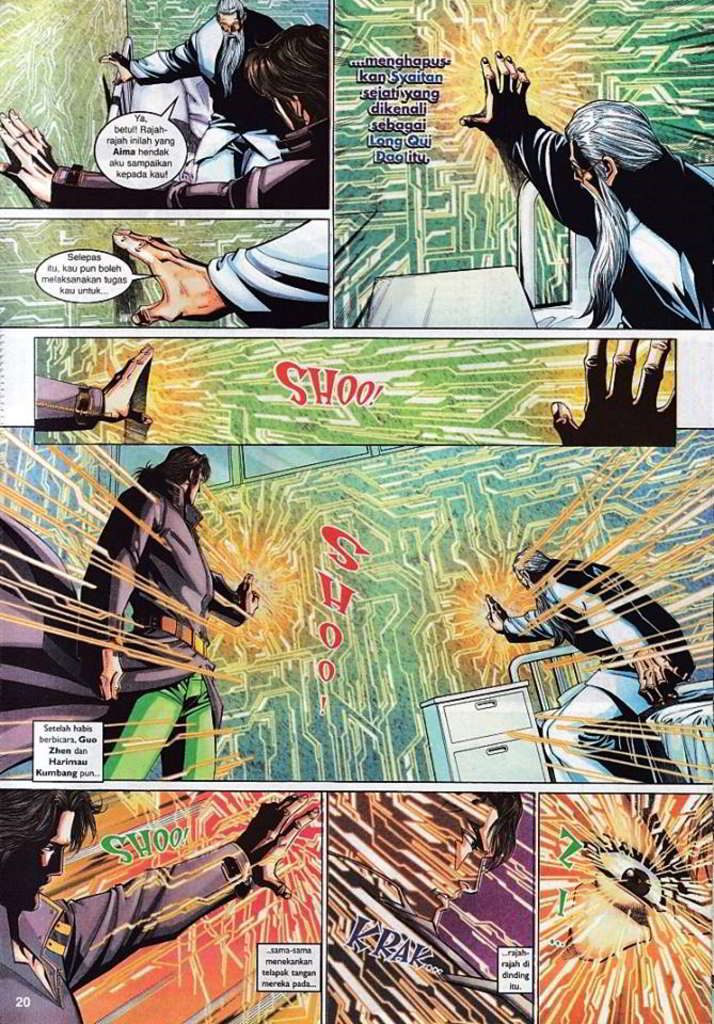 Ya,
betul! Rajah-
rajah inilah yang
Aima hendak
aku sampaikan
kepada kau!
...menghapus-
kan Syaitan
sejati yang
dikenali
sebagai
Long Qui
Dao itu.
Selepas
itu, kau pun boleh
melaksanakan tugas
kau untuk...
SHOO!
SHOO!
Setelah habis
berbicara, Guo
Zhen dan
Harimau
Kumbang pun...
SHOO!
...sama-sama
menekankan
telapak tangan
mereka pada...
KRAK...
...rajah-
rajah di
dinding
itu.
Z
I
...
20